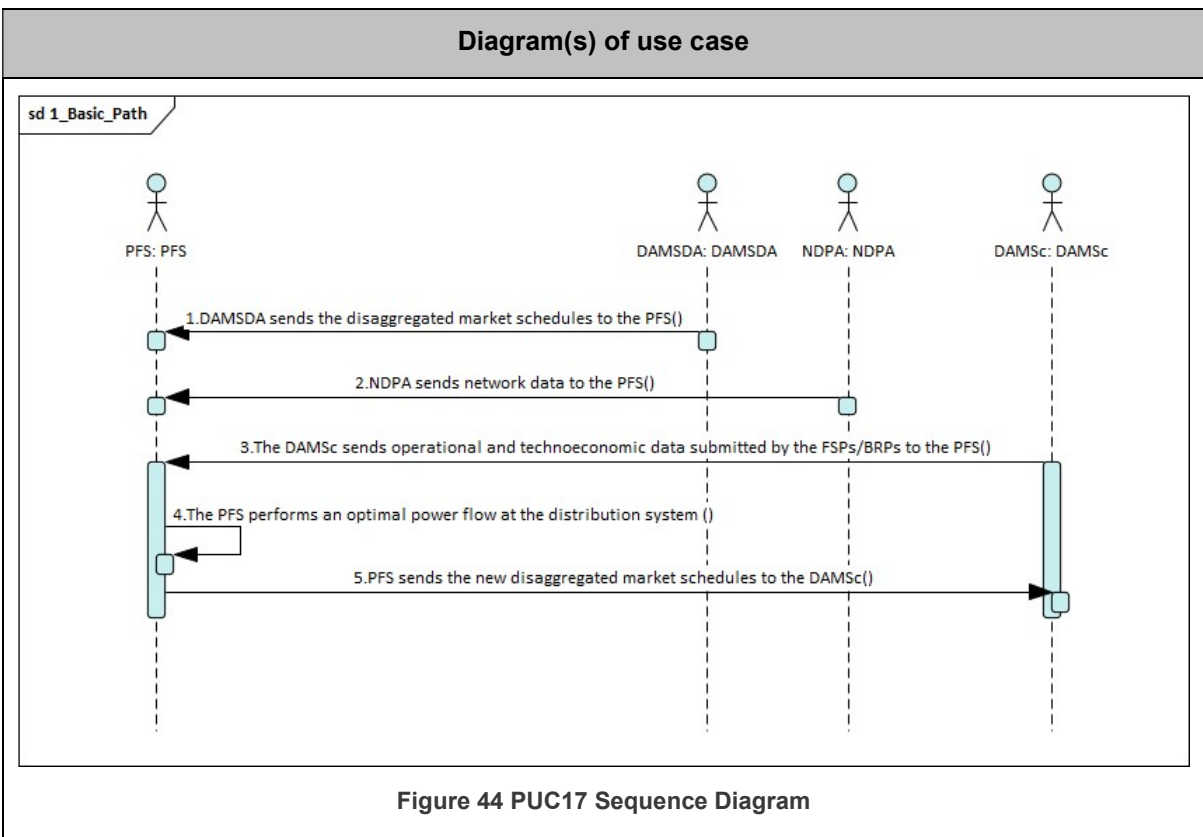 Diagram(s) of use case
sd 1_Basic_Path
PFS: PFS
DAMSDA: DAMSDA
NDPA: NDPA
DAMSc: DAMSc
1.DAMSDA sends the disaggregated market schedules to the PFS()
2.NDPA sends network data to the PFS()
3.The DAMSc sends operational and technoeconomic data submitted by the FSPs/BRPs to the PFS()
4.The PFS performs an optimal power flow at the distribution system ()
5.PFS sends the new disaggregated market schedules to the DAMSc()
Figure 44 PUC17 Sequence Diagram